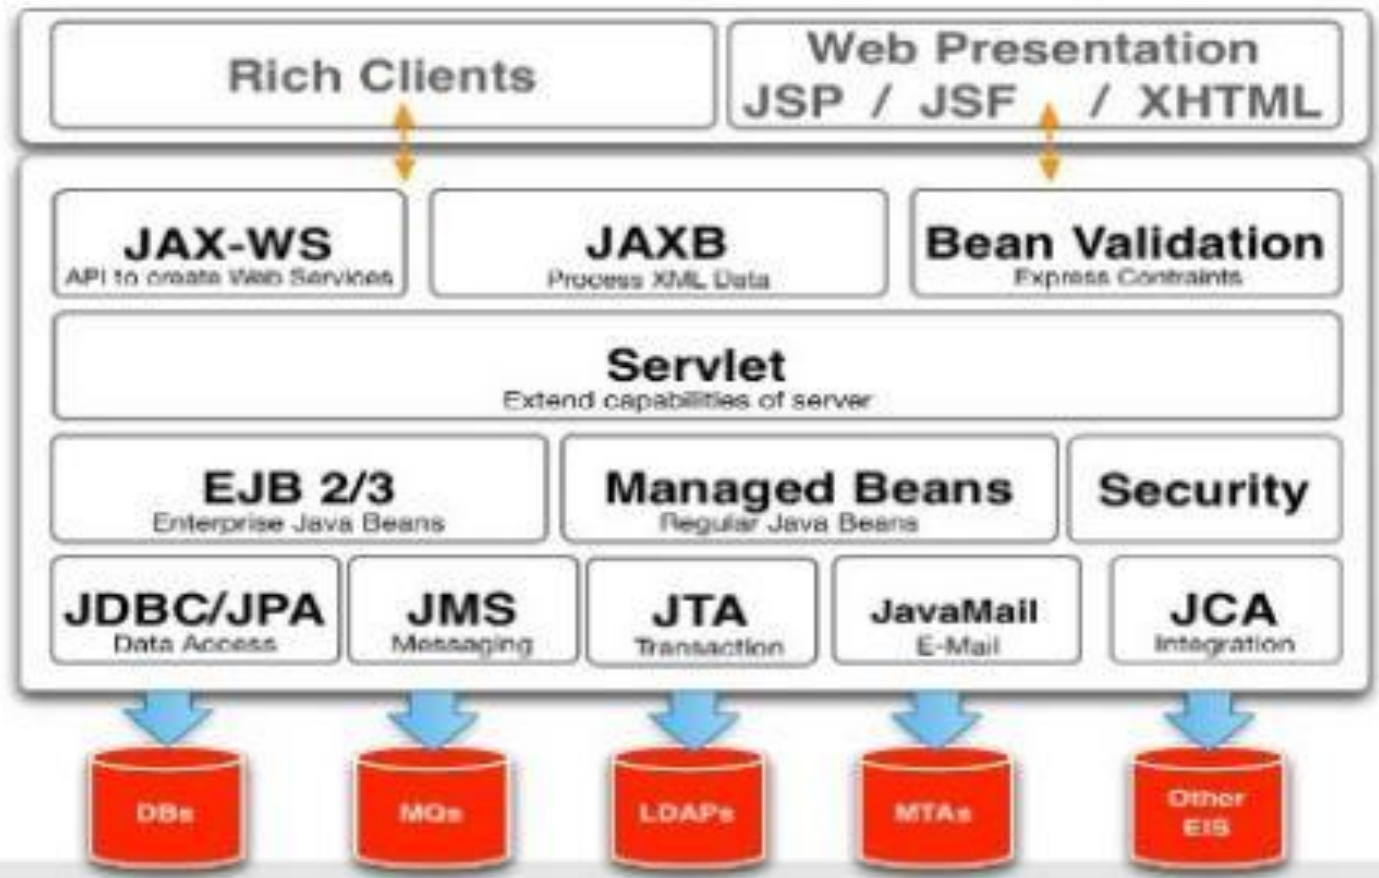 Rich Clients
Web Presentation
JSP / JSF / XHTML
JAX-WS
API to create Web Services
JAXB
Process XML Data
Bean Validation
Express Contraints
Servlet
Extend capabilities of server
EJB 2/3
Enterprise Java Beans
Managed Beans
Regular Java Beans
Security
JDBC/JPA
Data Access
JMS
Messaging
JTA
Transaction
JavaMail
E-Mail
JCA
Integration
DBs
MQs
LDAPs
MTAs
Other
EIS